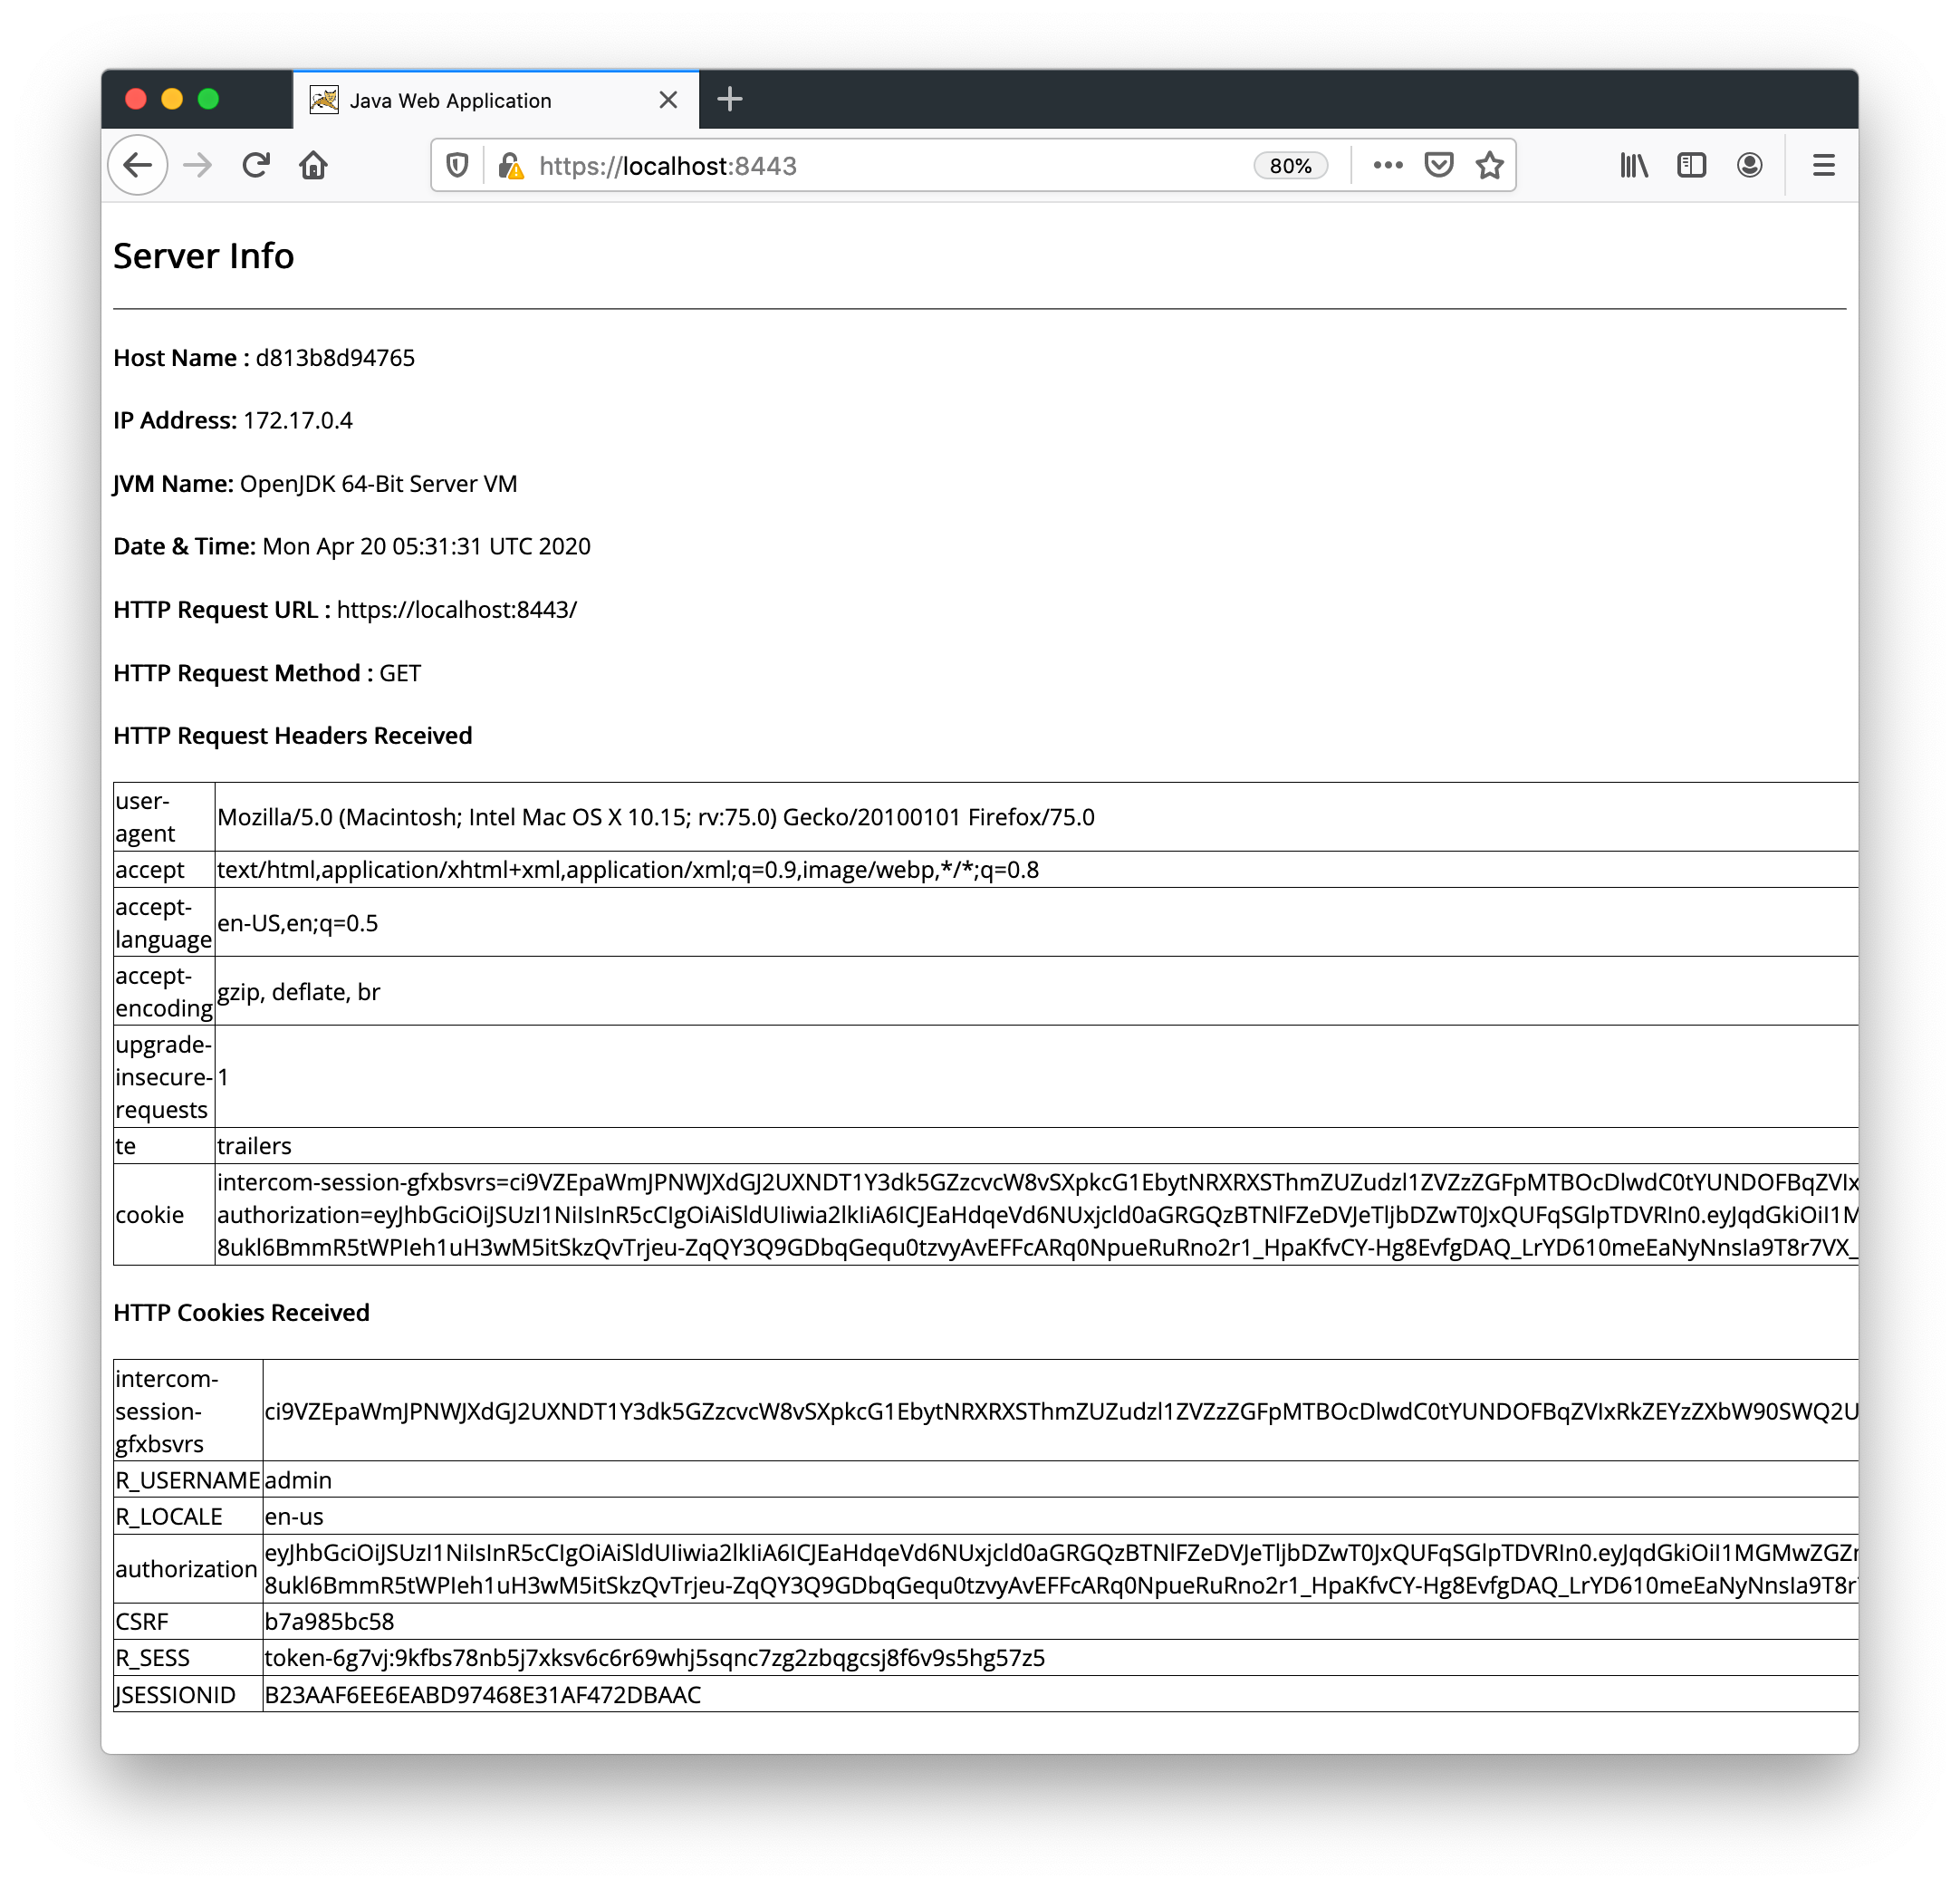 Java Web Application
https://localhost:8443
80%
Server Info
Host Name : d813b8d94765
IP Address: 172.17.0.4
JVM Name: OpenJDK 64-Bit Server VM
Date & Time: Mon Apr 20 05:31:31 UTC 2020
HTTP Request URL : https://localhost:8443/
HTTP Request Method : GET
HTTP Request Headers Received
user-
agent
Mozilla/5.0 (Macintosh; Intel Mac OS X 10.15; rv:75.0) Gecko/20100101 Firefox/75.0
accept text/html,application/xhtml+xml,application/xml;q=0.9,image/webp,*/*;q=0.8
accept-
language
en-US,en;q=0.5
accept-
encoding
gzip, deflate, br
upgrade-
insecure-
requests
1
te trailers
cookie
intercom-session-gfxbsvrs=ci9VZEpaWmJPNWJXdGJ2UXNDT1Y3dk5GZzcvcW8vSXpkcG1EbytNRXRXSThmZUZudzl1ZVZzZGFpMTBOcDlwdC0tYUNDOFBqZVIx
authorization=eyJhbGciOiJSUzI1NiIsInR5cCIgOiAiSldUIiwia2lkIiA6ICJEaHdqeVd6NUxjcld0aGRGQzBTNlFZeDVJeTljbDZwT0JxQUFqSGlpTDVRIn0.eyJqdGkiOiI1M
8ukl6BmmR5tWPIeh1uH3wM5itSkzQvTrjeu-ZqQY3Q9GDbqGequ0tzvyAvEFFcARq0NpueRuRno2r1_HpaKfvCY-Hg8EvfgDAQ_LrYD610meEaNyNnsIa9T8r7VX_
HTTP Cookies Received
intercom-
session-
gfxbsvrs
ci9VZEpaWmJPNWJXdGJ2UXNDT1Y3dk5GZzcvcW8vSXpkcG1EbytNRXRXSThmZUZudzl1ZVZzZGFpMTBOcDlwdC0tYUNDOFBqZVIxRkZEYzZXbW90SWQ2U
R_USERNAME admin
R_LOCALE en-us
authorization
eyJhbGciOiJSUzI1NiIsInR5cCIgOiAiSldUIiwia2lkIiA6ICJEaHdqeVd6NUxjcld0aGRGQzBTNlFZeDVJeTljbDZwT0JxQUFqSGlpTDVRIn0.eyJqdGkiOiI1MGMwZGZ
8ukl6BmmR5tWPIeh1uH3wM5itSkzQvTrjeu-ZqQY3Q9GDbqGequ0tzvyAvEFFcARq0NpueRuRno2r1_HpaKfvCY-Hg8EvfgDAQ_LrYD610meEaNyNnsIa9T8r
CSRF b7a985bc58
R_SESS token-6g7vj:9kfbs78nb5j7xksv6c6r69whj5sqnc7zg2zbqgcsj8f6v9s5hg57z5
JSESSIONID B23AAF6EE6EABD97468E31AF472DBAAC